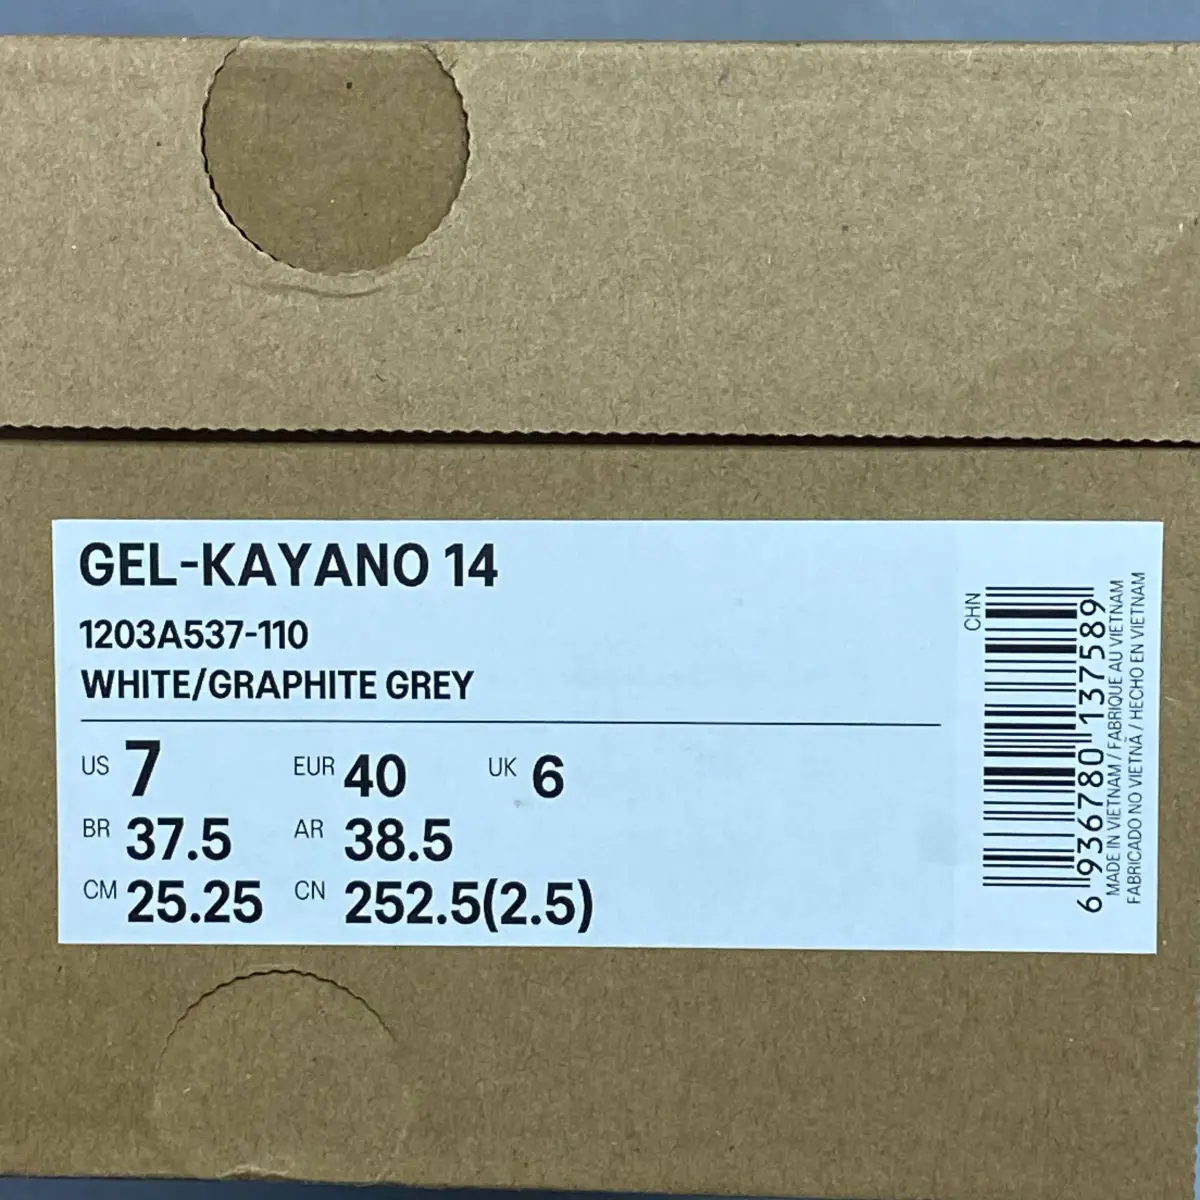 GEL-KAYANO 14
1203A537-110
WHITE/GRAPHITE GREY
US 7 EUR 40 UK 6
BR 37.5 AR 38.5
CM 25.25 CN 252.5(2.5)
CHN
6 936780 137589
MADE IN VIETNAM / FABRIQUE AU VIETNAM
FABRICADO NO VIETNÃ / HECHO EN VIETNAM